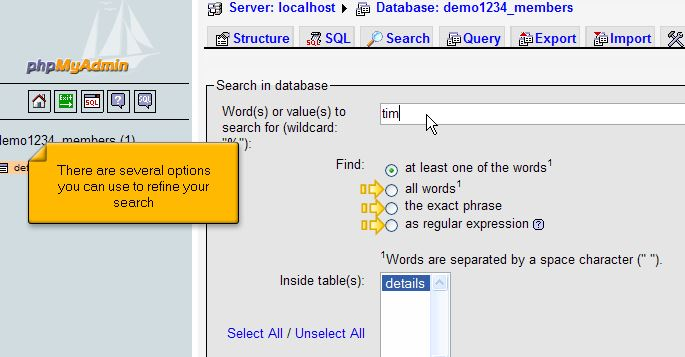 Server: localhost
Database: demo1234_members
Structure
SQL
Search
Query
Export
Import
phpMyAdmin
SQL
SQL
demo1234_members (1)
There are several options
you can use to refine your
search
Search in database
Word(s) or value(s) to
search for (wildcard:
"%"):
tim
Find:
at least one of the words1
all words1
the exact phrase
as regular expression
1Words are separated by a space character (" ").
Inside table(s):
details
Select All / Unselect All